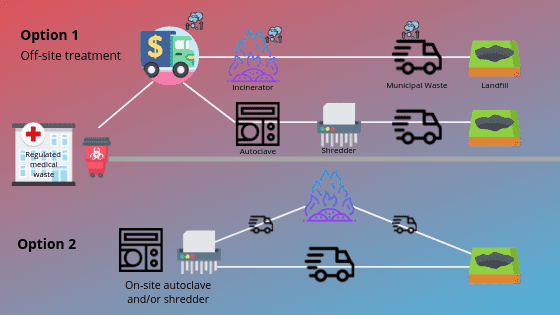 Option 1
Off-site treatment
$
Incinerator
Municipal Waste
Landfill
Autoclave
Shredder
Regulated
medical
waste
Option 2
On-site autoclave
and/or shredder